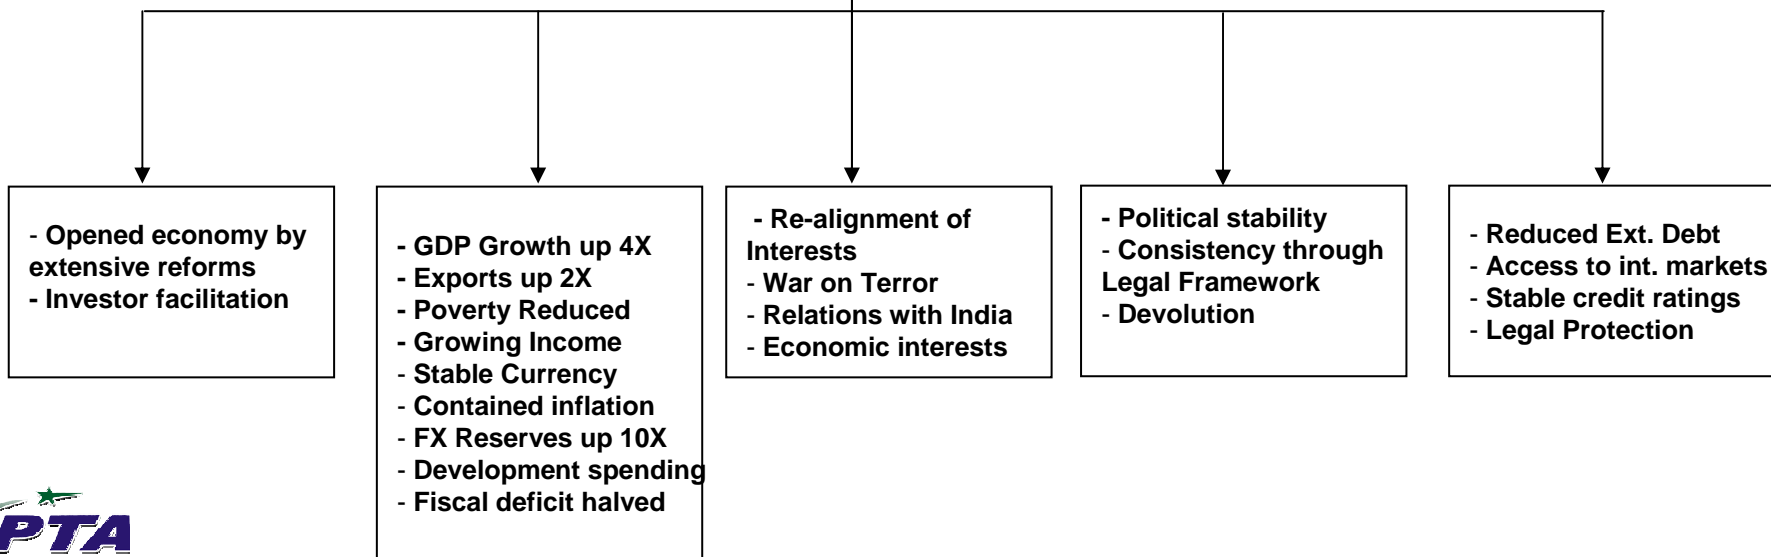 - Opened economy by
extensive reforms
- Investor facilitation
- GDP Growth up 4X
- Exports up 2X
- Poverty Reduced
- Growing Income
- Stable Currency
- Contained inflation
- FX Reserves up 10X
- Development spending
- Fiscal deficit halved
- Re-alignment of
Interests
- War on Terror
- Relations with India
- Economic interests
- Political stability
- Consistency through
Legal Framework
- Devolution
- Reduced Ext. Debt
- Access to int. markets
- Stable credit ratings
- Legal Protection
PTA